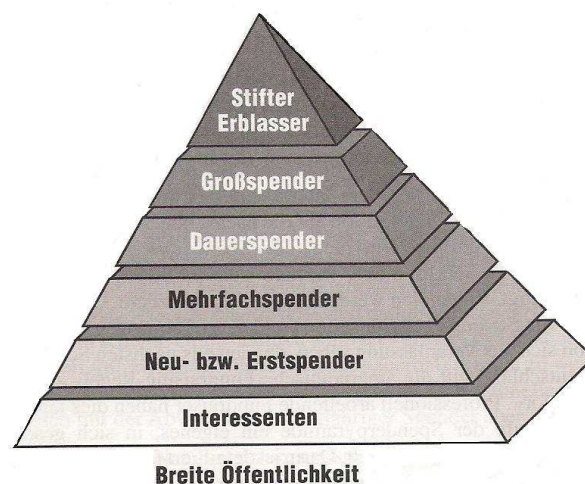 Stifter
Erblasser
Großspender
Dauerspender
Mehrfachspender
Neu- bzw. Erstspender
Interessenten
Breite Öffentlichkeit